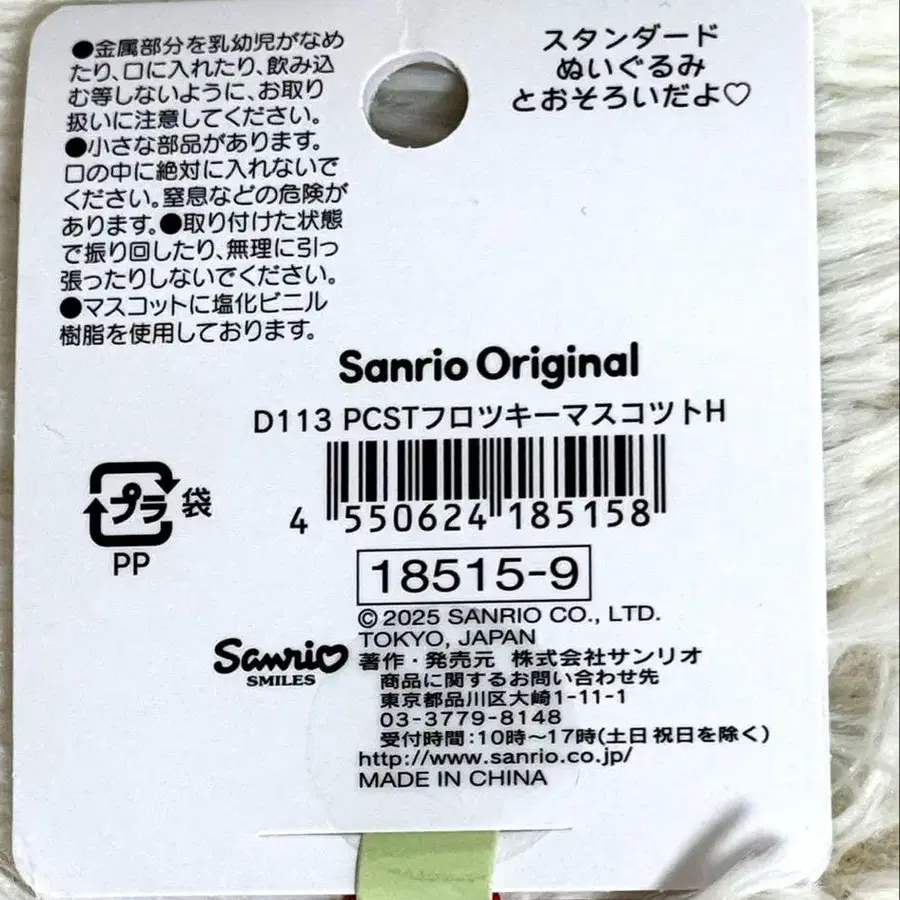 ●金属部分を乳幼児がなめ
たり、口に入れたり、飲み込
む等しないように、お取り
扱いに注意してください。
●小さな部品があります。
口の中に絶対に入れないで
ください。窒息などの危険が
あります。●取り付けた状態
で振り回したり、無理に引っ
張ったりしないでください。
●マスコットに塩化ビニル
樹脂を使用しております。
スタンダード
ぬいぐるみ
とおそろいだよ♡
Sanrio Original
D113 PCSTフロツキーマスコツトH
4 550624 185158
プラ 袋
PP
18515-9
© 2025 SANRIO CO., LTD.
TOKYO, JAPAN
Sanrio
SMILES
著作・発売元 株式会社サンリオ
商品に関するお問い合わせ先
東京都品川区大崎1-11-1
03-3779-8148
受付時間:10時~17時(土日祝日を除く)
http://www.sanrio.co.jp/
MADE IN CHINA